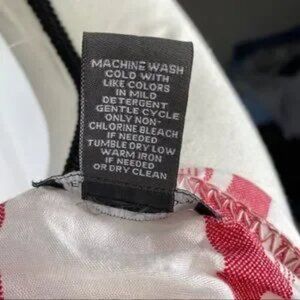 MACHINE WASH
COLD WITH
LIKE COLORS
IN MILD
DETERGENT
GENTLE CYCLE
ONLY NON-
CHLORINE BLEACH
IF NEEDED
TUMBLE DRY LOW
WARM IRON
IF NEEDED
OR DRY CLEAN